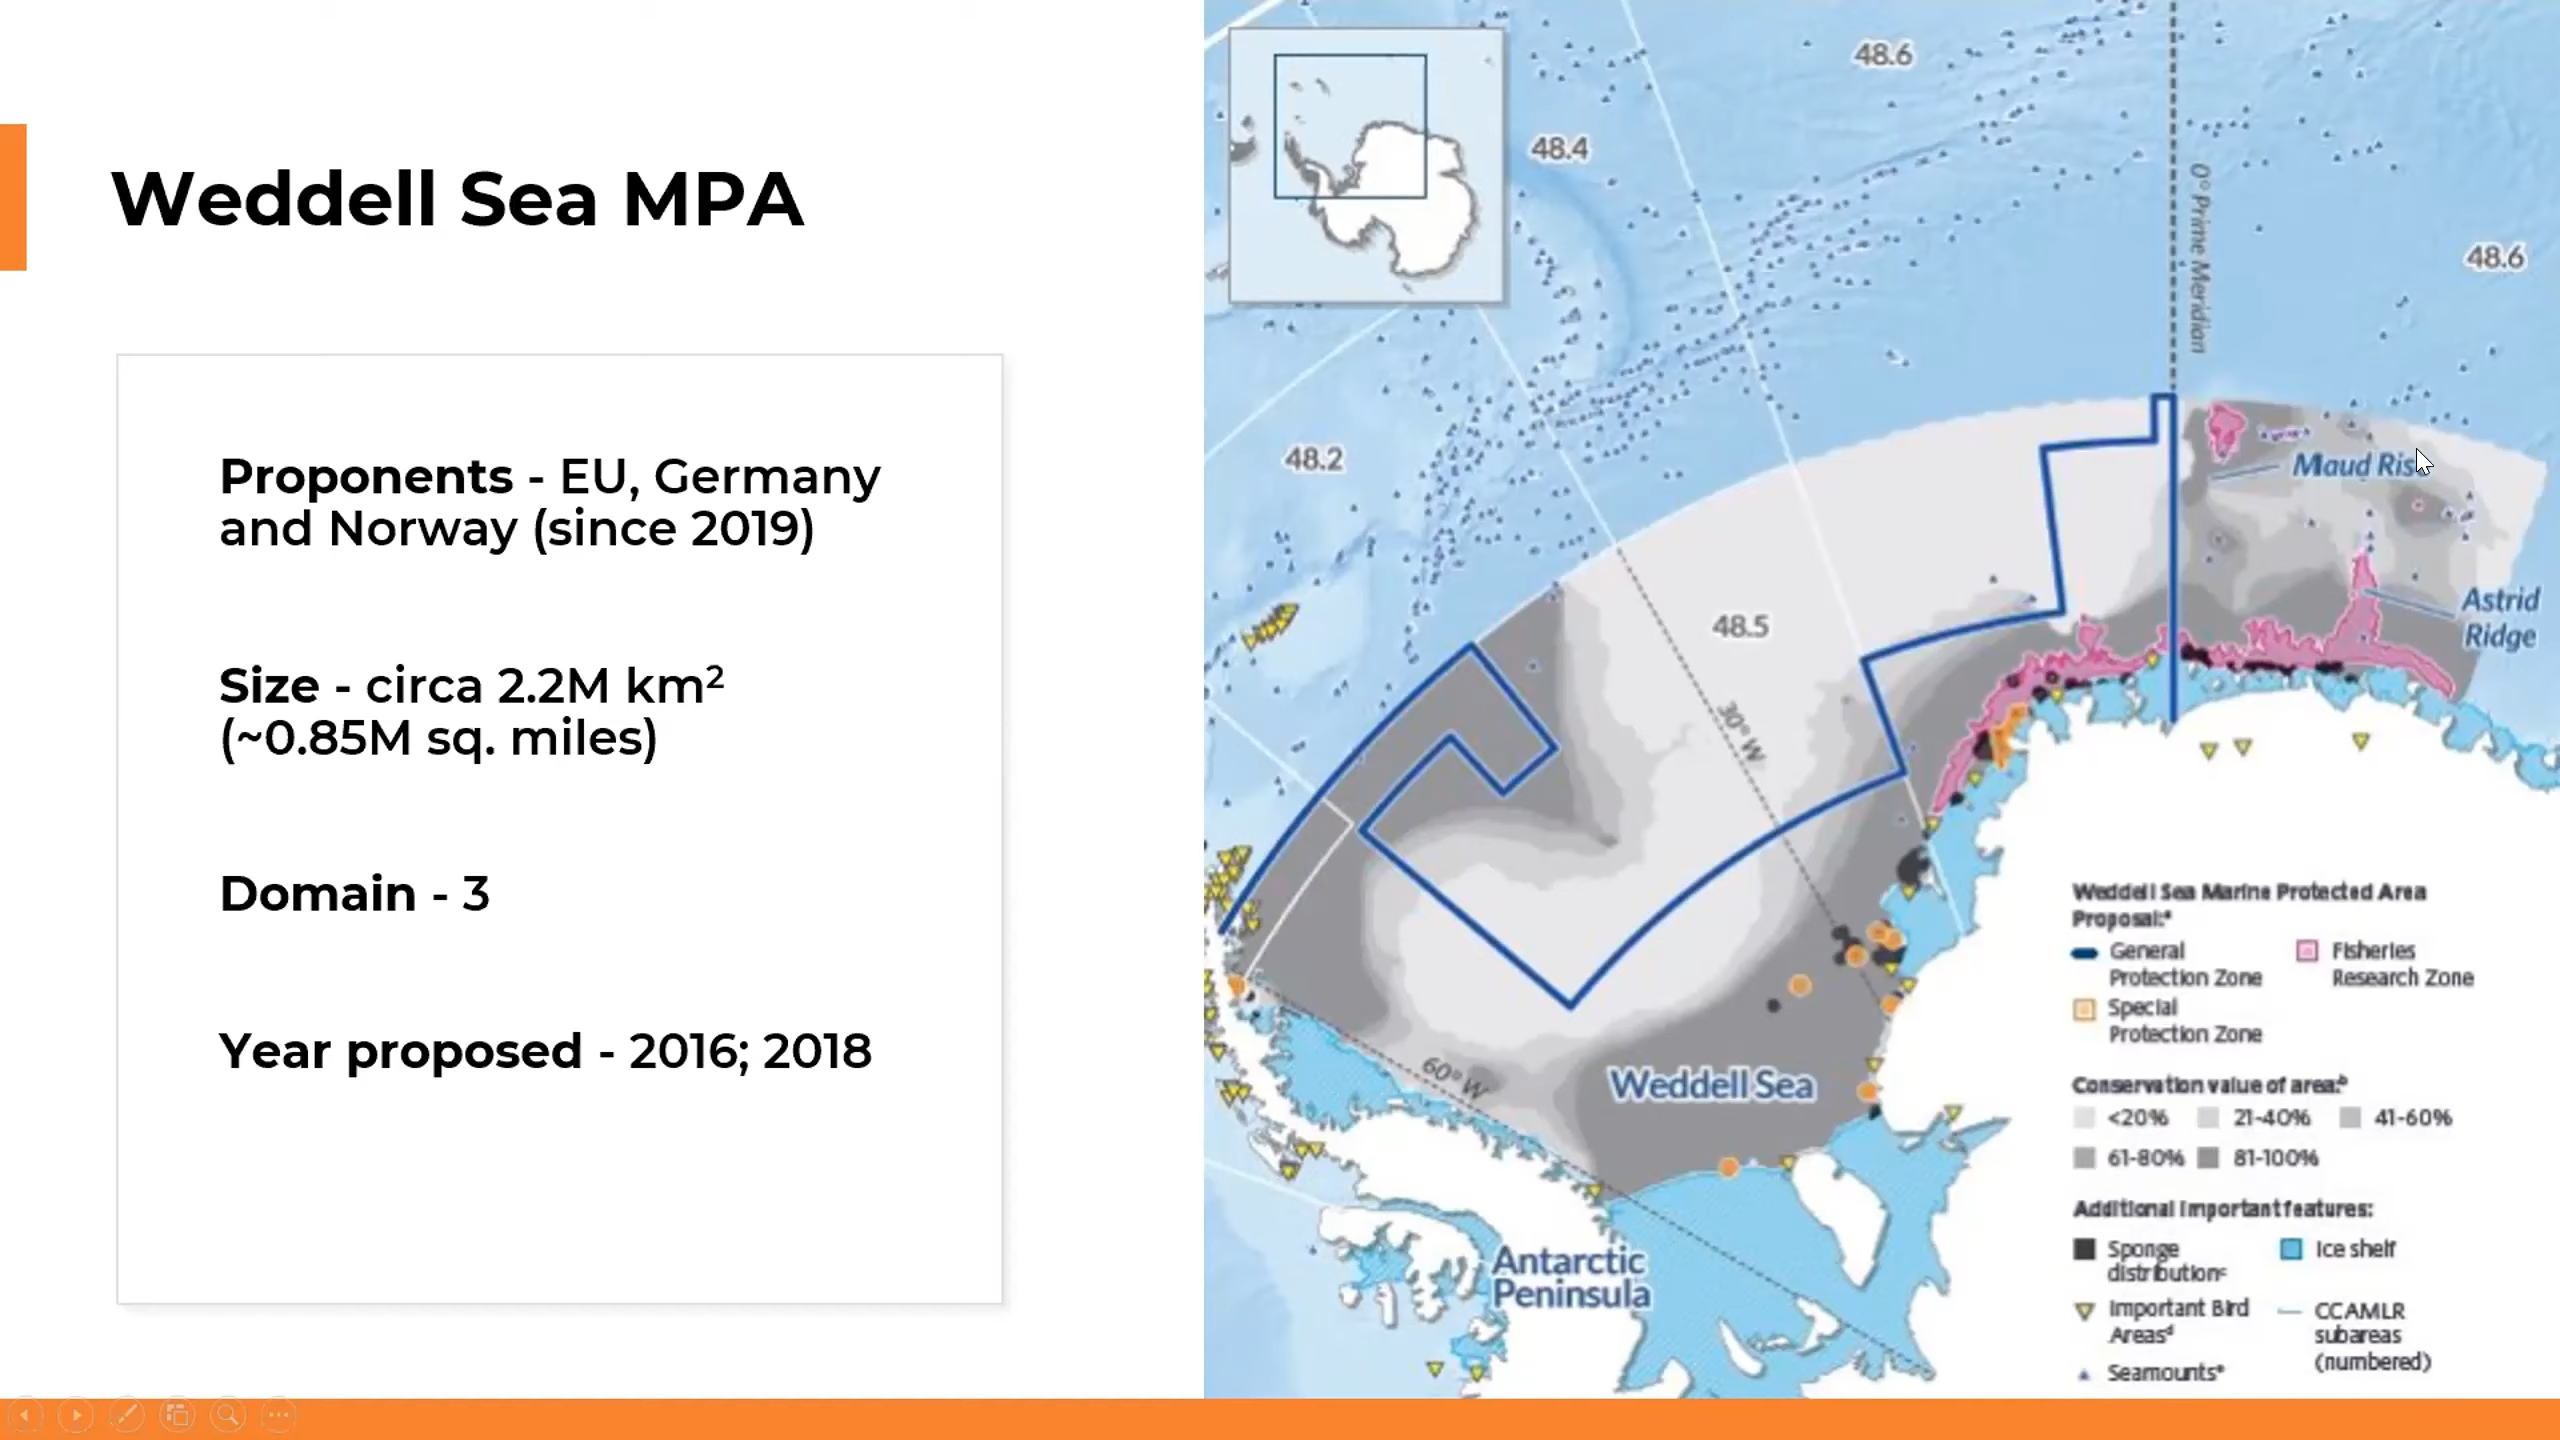 Weddell Sea MPA
Proponents - EU, Germany
and Norway (since 2019)
Size - circa 2.2M km²
(~0.85M sq. miles)
Domain - 3
Year proposed - 2016; 2018
48.6
48.4
0° Prime Meridian
48.6
48.2
Maud Ris
Astrid
Ridge
48.5
30° W
60° W
Weddell Sea
Antarctic
Peninsula
Weddell Sea Marine Protected Area
Proposal:ᵃ
General
Protection Zone
Fisheries
Research Zone
Special
Protection Zone
Conservation value of area:ᵇ
<20%
21-40%
41-60%
61-80%
81-100%
Additional important features:
Sponge
distributionᶜ
Ice shelf
Important Bird
Areasᵈ
CCAMLR
subareas
(numbered)
Seamountsᵉ